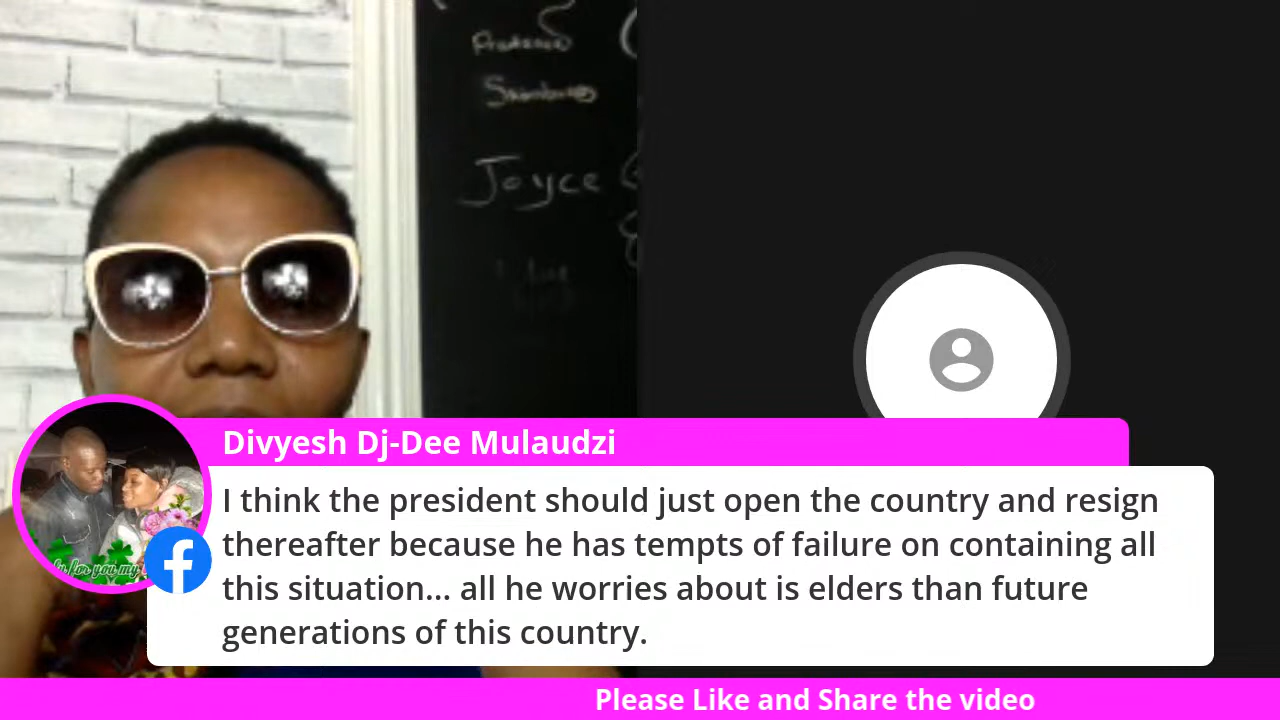 Joyce
Divyesh Dj-Dee Mulaudzi
I think the president should just open the country and resign
thereafter because he has tempts of failure on containing all
this situation... all he worries about is elders than future
generations of this country.
Please Like and Share the video